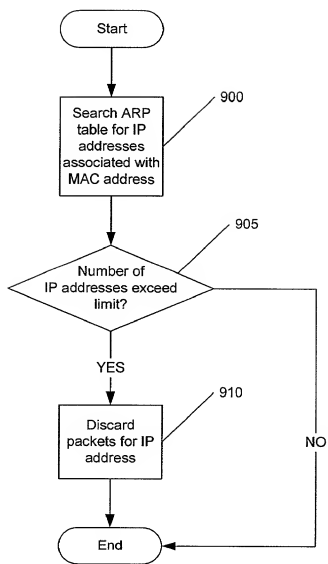 Start
900
Search ARP
table for IP
addresses
associated with
MAC address
905
Number of
IP addresses exceed
limit?
YES
910
Discard
packets for IP
address
NO
End